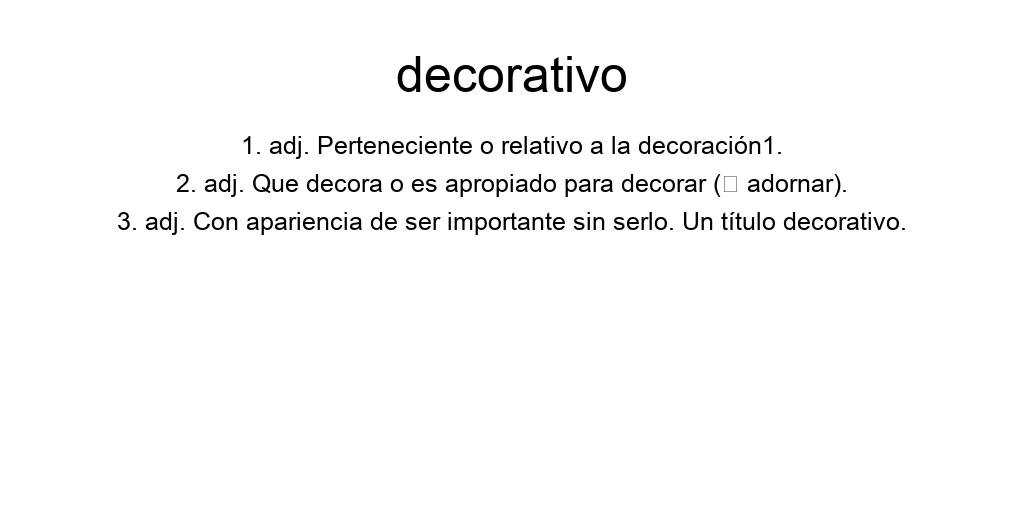 decorativo
1. adj. Perteneciente o relativo a la decoración1.
2. adj. Que decora o es apropiado para decorar (□ adornar).
3. adj. Con apariencia de ser importante sin serlo. Un título decorativo.